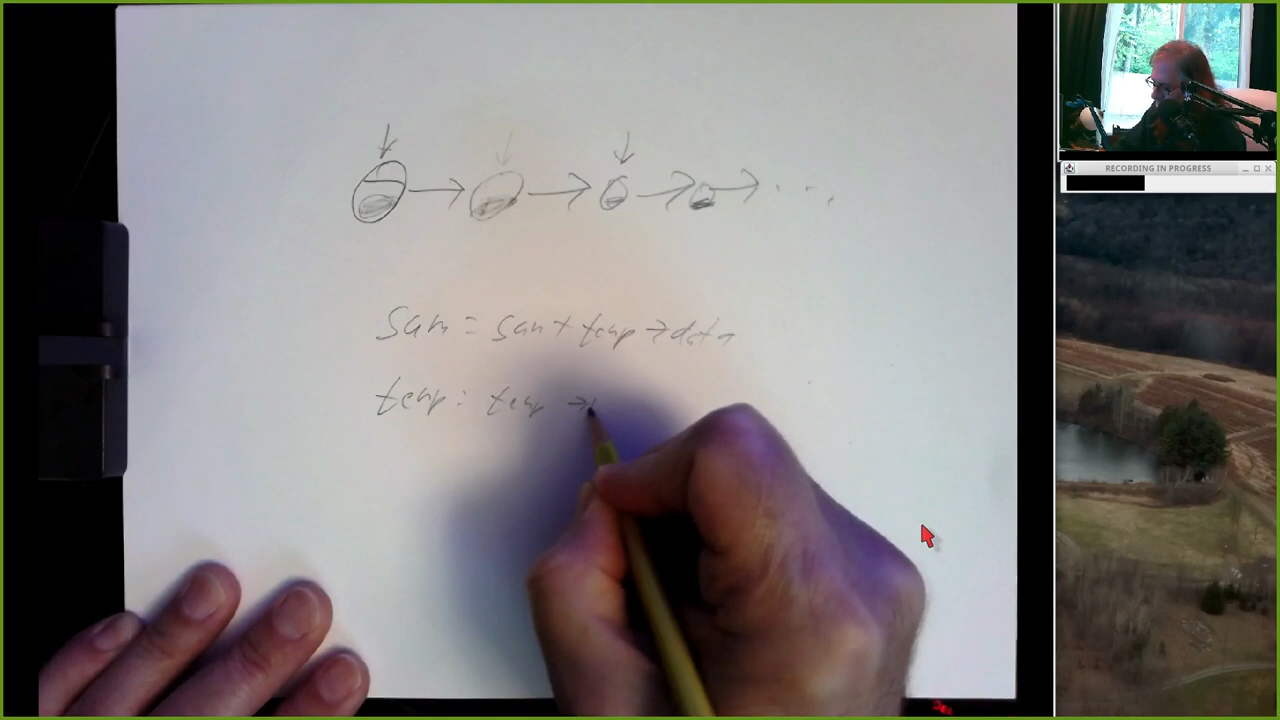 RECORDING IN PROGRESS
sum = sum + temp → data
temp = temp →